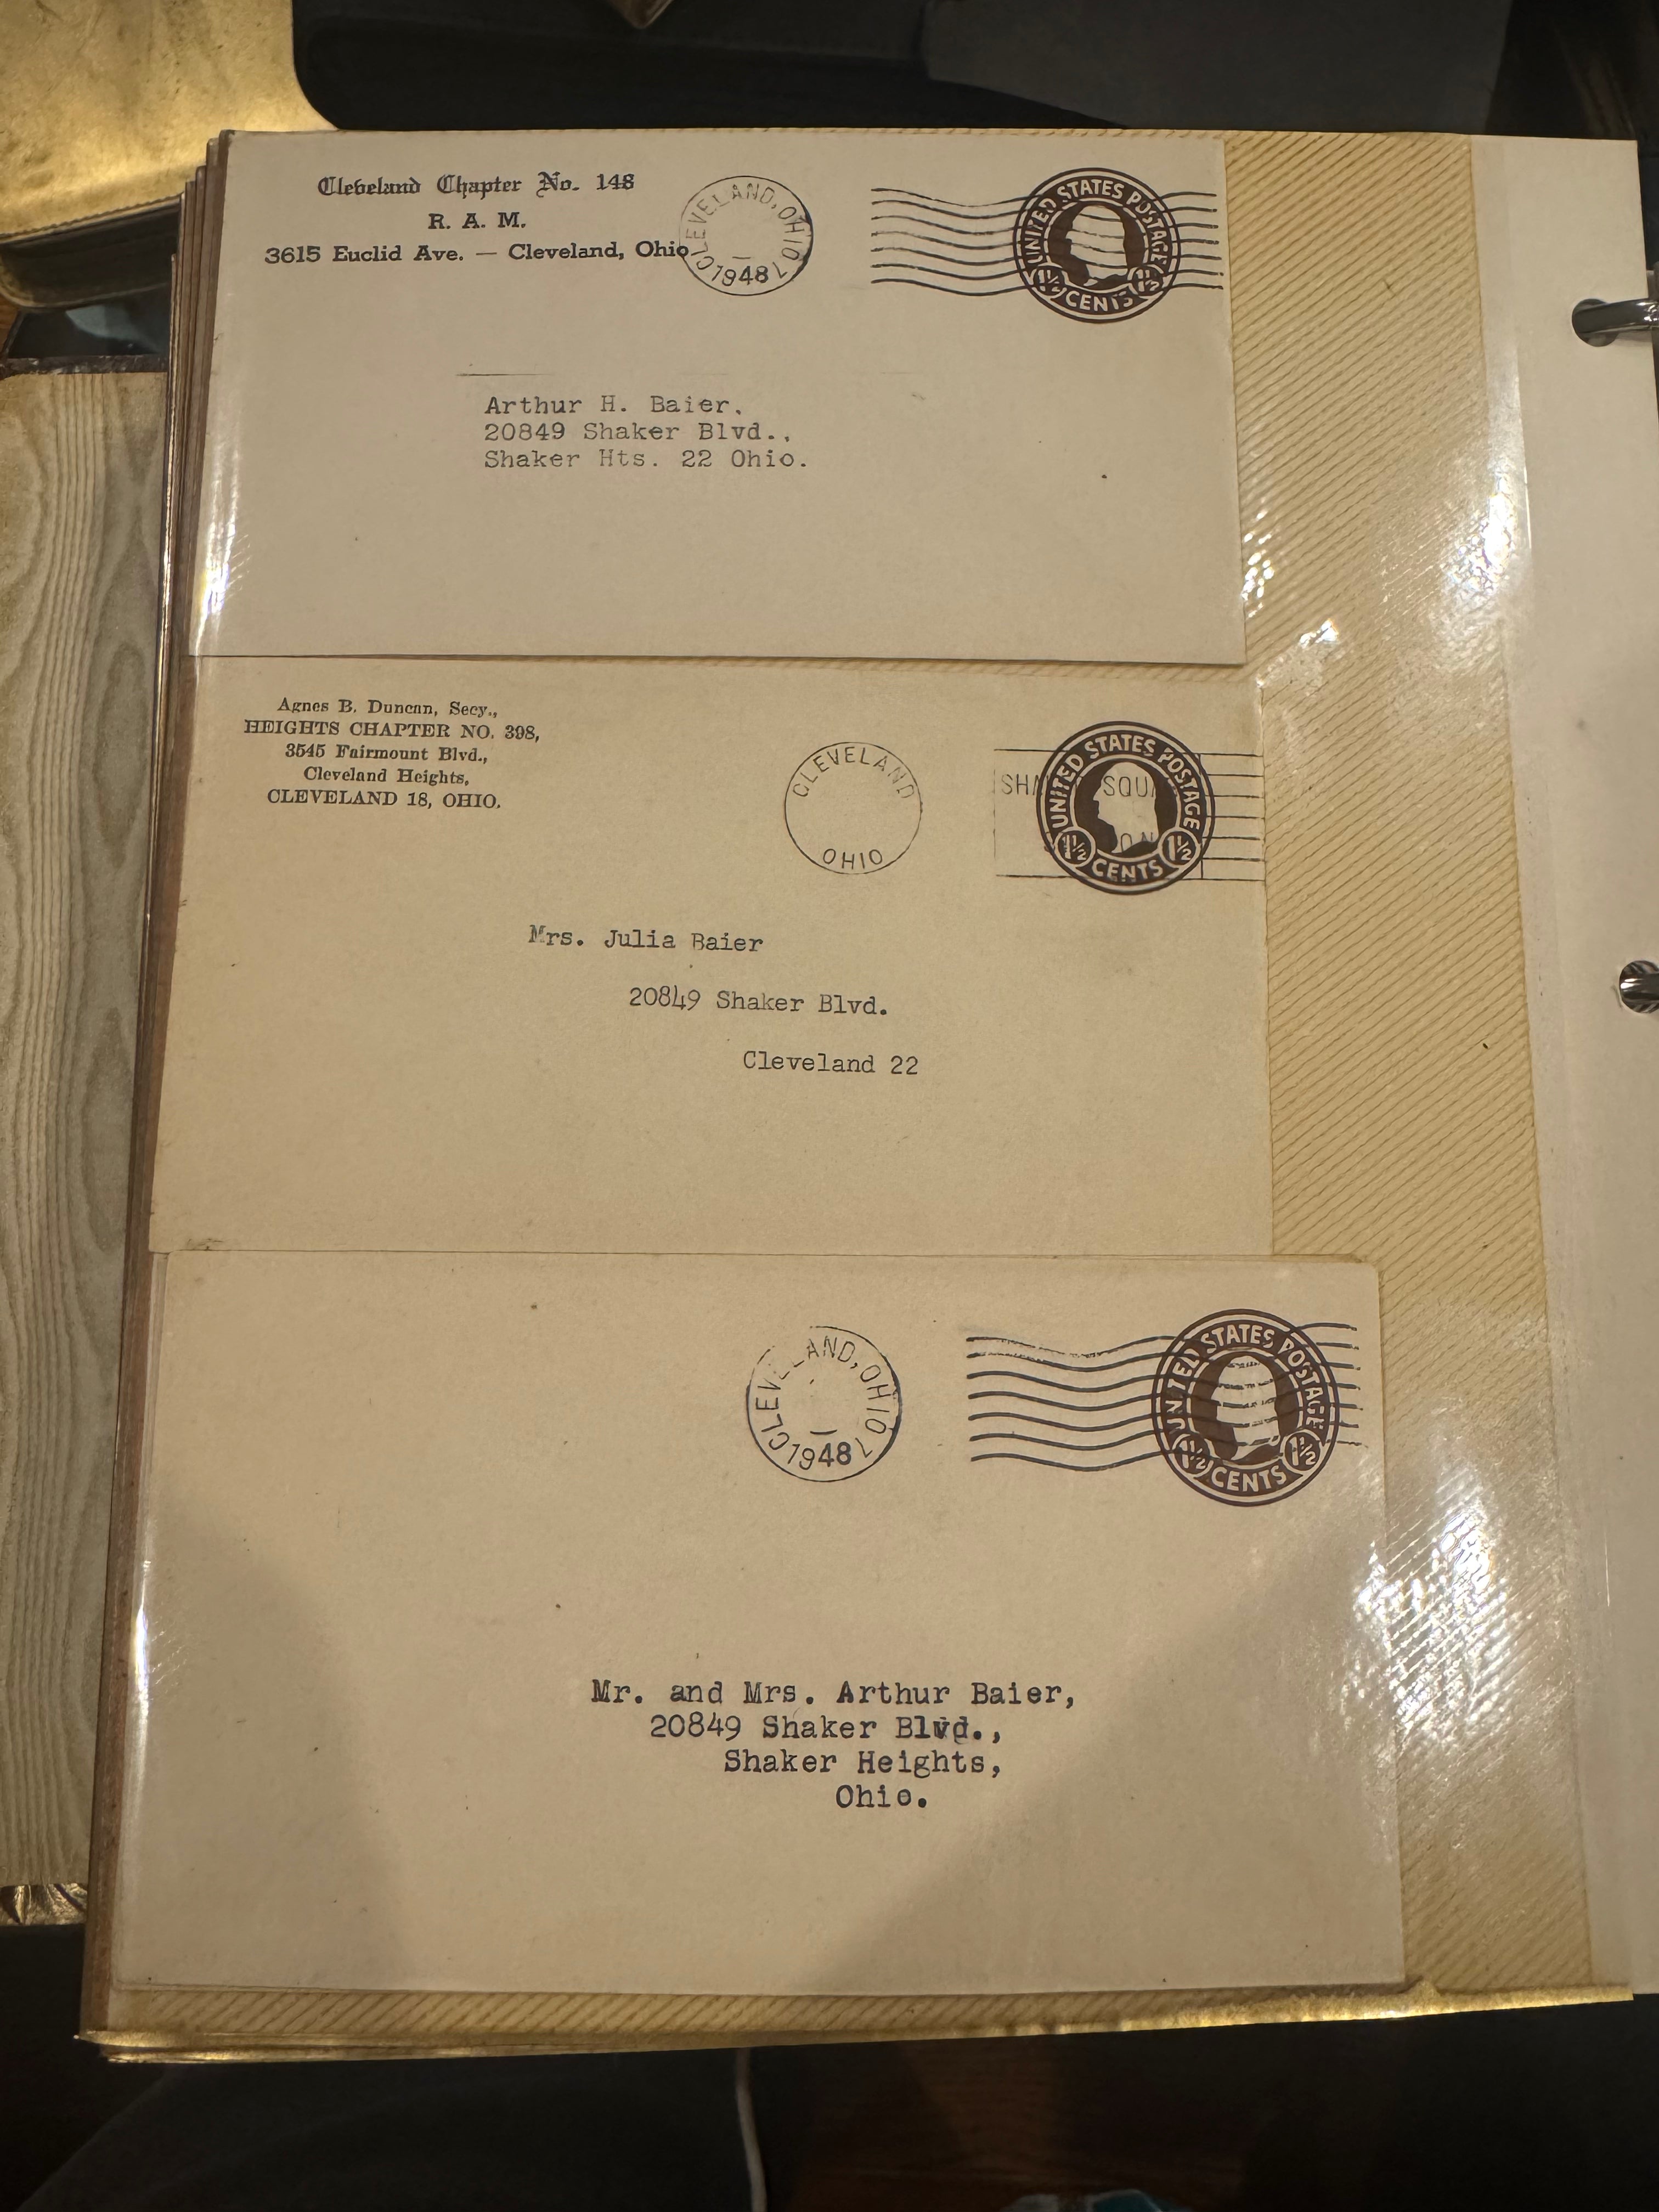 Cleveland Chapter No. 148
R. A. M.
3615 Euclid Ave. — Cleveland, Ohio
CLEVELAND, OHIO
1948
UNITED STATES POSTAGE
1½ 1½
CENTS
Arthur H. Baier,
20849 Shaker Blvd.,
Shaker Hts. 22 Ohio.
Agnes B. Duncan, Secy.,
HEIGHTS CHAPTER NO. 398,
3545 Fairmount Blvd.,
Cleveland Heights,
CLEVELAND 18, OHIO.
CLEVELAND
OHIO
UNITED STATES POSTAGE
1½ 1½
CENTS
Mrs. Julia Baier
20849 Shaker Blvd.
Cleveland 22
CLEVELAND, OHIO
1948
UNITED STATES POSTAGE
1½ 1½
CENTS
Mr. and Mrs. Arthur Baier,
20849 Shaker Blvd.,
Shaker Heights,
Ohio.